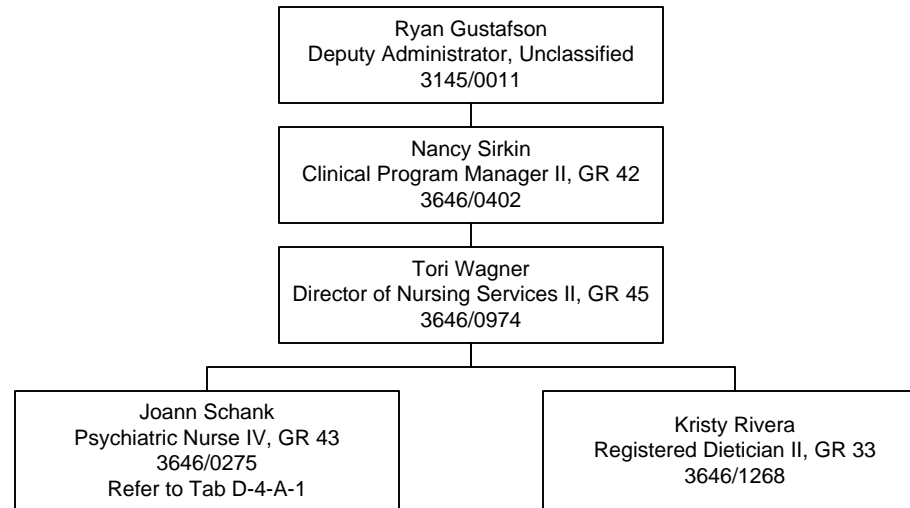 Ryan Gustafson
Deputy Administrator, Unclassified
3145/0011
Nancy Sirkin
Clinical Program Manager II, GR 42
3646/0402
Tori Wagner
Director of Nursing Services II, GR 45
3646/0974
Joann Schank
Psychiatric Nurse IV, GR 43
3646/0275
Refer to Tab D-4-A-1
Kristy Rivera
Registered Dietician II, GR 33
3646/1268